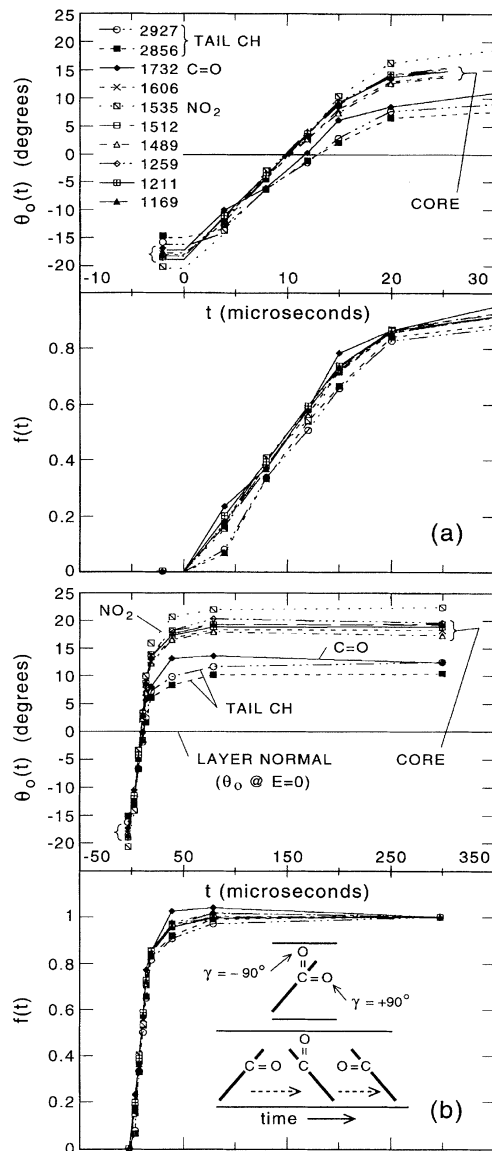 25
20
15
10
5
0
-5
-10
-15
-20
θo(t) (degrees)
2927
2856
TAIL CH
1732 C=O
1606
1535 NO2
1512
1489
1259
1211
1169
CORE
-10 0 10 20
t (microseconds)
0.8
0.6
0.4
0.2
0
f(t)
(a)
25
20
15
10
5
0
-5
-10
-15
-20
θo(t) (degrees)
NO2
C=O
TAIL CH
LAYER NORMAL
(θo @ E=0)
CORE
-50 50 150 250 350
t (microseconds)
1
0.8
0.6
0.4
0.2
0
f(t)
γ = -90°
O
C=O
γ = +90°
O
C=O C O=C
time
(b)